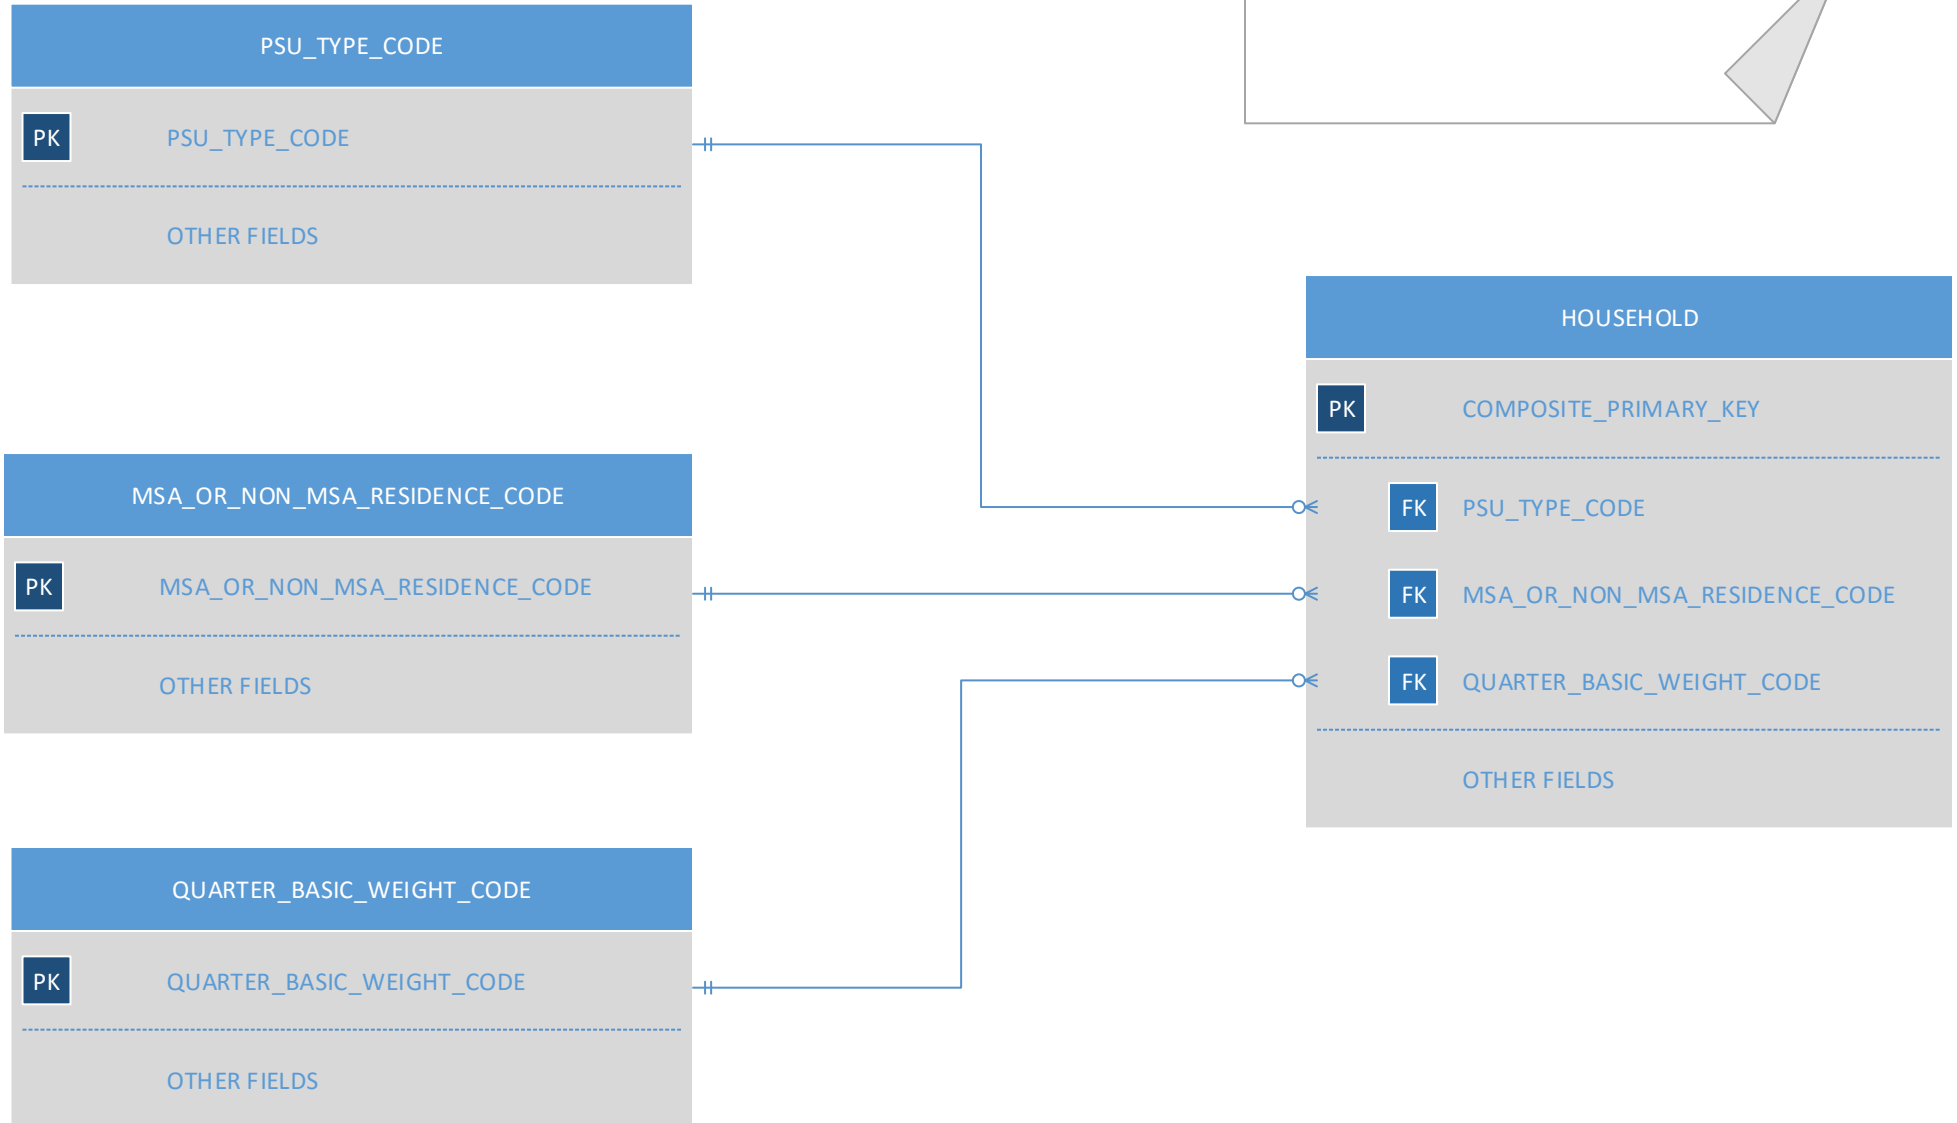 PSU_TYPE_CODE
PK PSU_TYPE_CODE
OTHER FIELDS
MSA_OR_NON_MSA_RESIDENCE_CODE
PK MSA_OR_NON_MSA_RESIDENCE_CODE
OTHER FIELDS
QUARTER_BASIC_WEIGHT_CODE
PK QUARTER_BASIC_WEIGHT_CODE
OTHER FIELDS
HOUSEHOLD
PK COMPOSITE_PRIMARY_KEY
FK PSU_TYPE_CODE
FK MSA_OR_NON_MSA_RESIDENCE_CODE
FK QUARTER_BASIC_WEIGHT_CODE
OTHER FIELDS